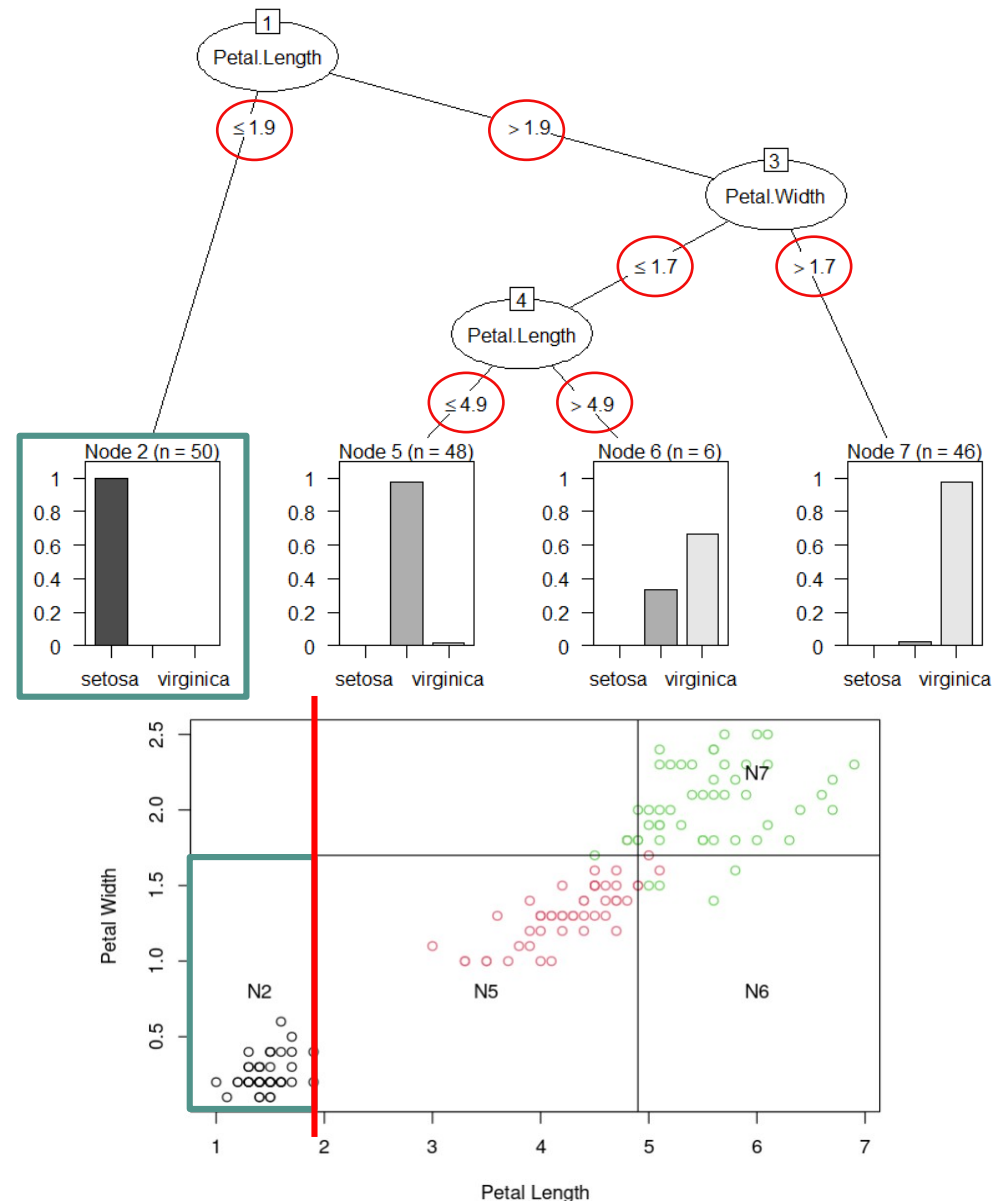 1
Petal.Length
≤ 1.9
> 1.9
3
Petal.Width
≤ 1.7
> 1.7
4
Petal.Length
≤ 4.9
> 4.9
Node 2 (n = 50)
1
0.8
0.6
0.4
0.2
0
setosa virginica
Node 5 (n = 48)
1
0.8
0.6
0.4
0.2
0
setosa virginica
Node 6 (n = 6)
1
0.8
0.6
0.4
0.2
0
setosa virginica
Node 7 (n = 46)
1
0.8
0.6
0.4
0.2
0
setosa virginica
Petal Width
2.5
2.0
1.5
1.0
0.5
N7
N2
N5
N6
1 2 3 4 5 6 7
Petal Length